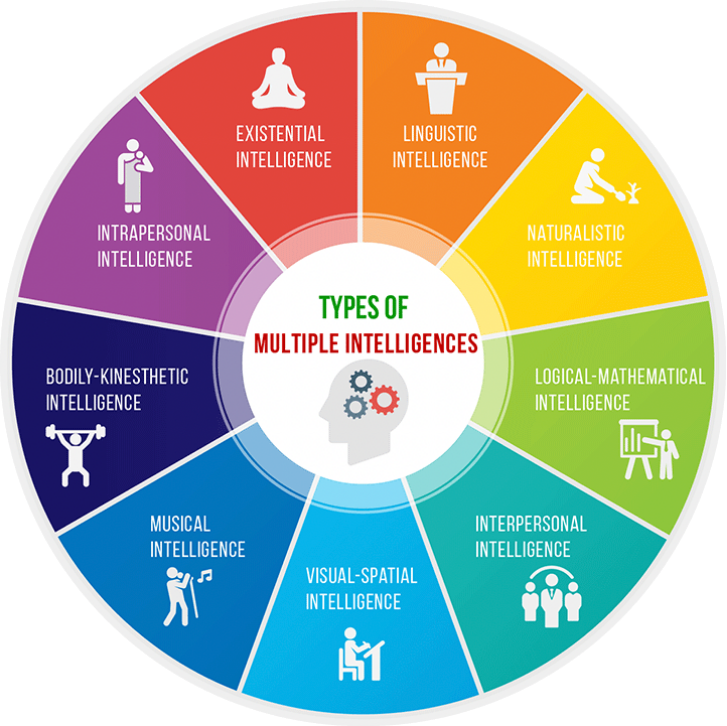 EXISTENTIAL
INTELLIGENCE
LINGUISTIC
INTELLIGENCE
NATURALISTIC
INTELLIGENCE
LOGICAL-MATHEMATICAL
INTELLIGENCE
INTERPERSONAL
INTELLIGENCE
VISUAL-SPATIAL
INTELLIGENCE
MUSICAL
INTELLIGENCE
BODILY-KINESTHETIC
INTELLIGENCE
INTRAPERSONAL
INTELLIGENCE
TYPES OF
MULTIPLE INTELLIGENCES